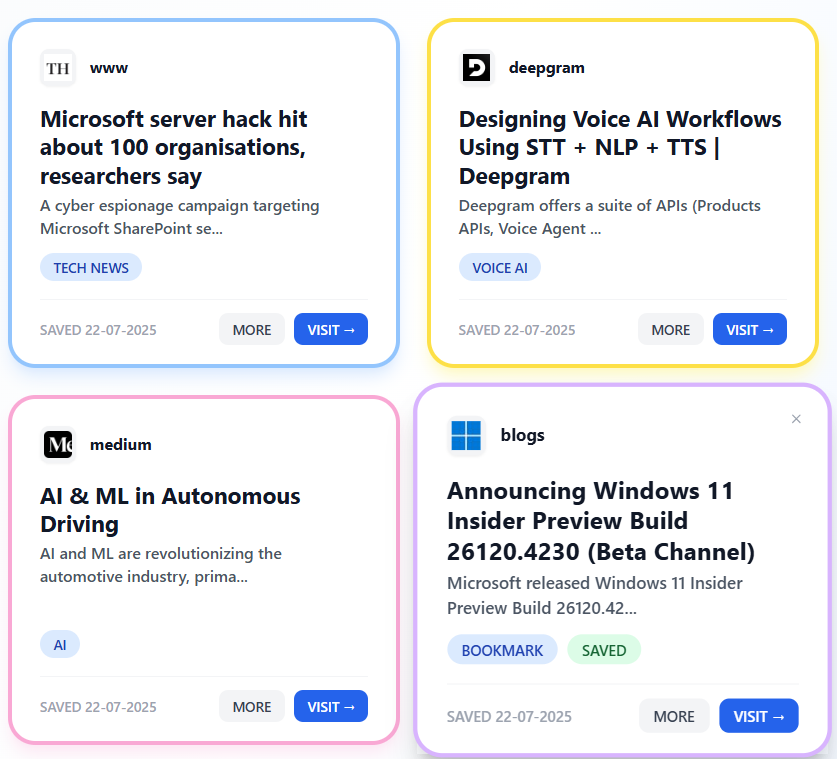 TH www
Microsoft server hack hit
about 100 organisations,
researchers say
A cyber espionage campaign targeting
Microsoft SharePoint se...
TECH NEWS
SAVED 22-07-2025 MORE VISIT →
deepgram
Designing Voice AI Workflows
Using STT + NLP + TTS |
Deepgram
Deepgram offers a suite of APIs (Products
APIs, Voice Agent ...
VOICE AI
SAVED 22-07-2025 MORE VISIT →
Me medium
AI & ML in Autonomous
Driving
AI and ML are revolutionizing the
automotive industry, prima...
AI
SAVED 22-07-2025 MORE VISIT →
blogs ×
Announcing Windows 11
Insider Preview Build
26120.4230 (Beta Channel)
Microsoft released Windows 11 Insider
Preview Build 26120.42...
BOOKMARK SAVED
SAVED 22-07-2025 MORE VISIT →